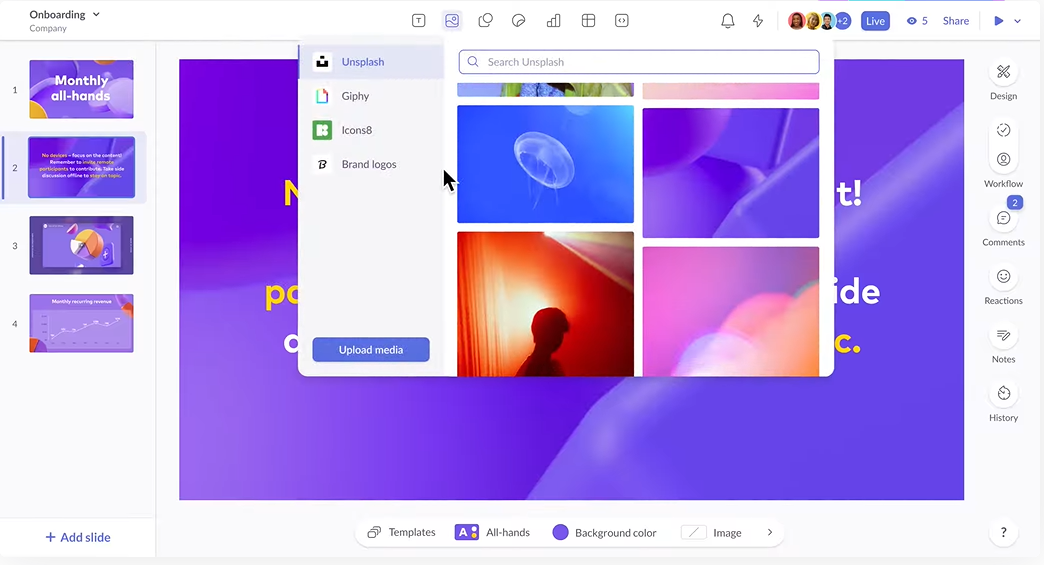 Onboarding
Company
+2
Live
5
Share
Unsplash
Giphy
Icons8
B
Brand logos
Upload media
Search Unsplash
1
Monthly
all-hands
2
No devices – focus on the content!
Remember to invite remote
participants to contribute. Take side
discussion offline to stay on topic.
3
4
Monthly recurring revenue
+ Add slide
N
t!
po
ide
o
c.
Design
Workflow
2
Comments
Reactions
Notes
History
Templates
A
All-hands
Background color
Image
?